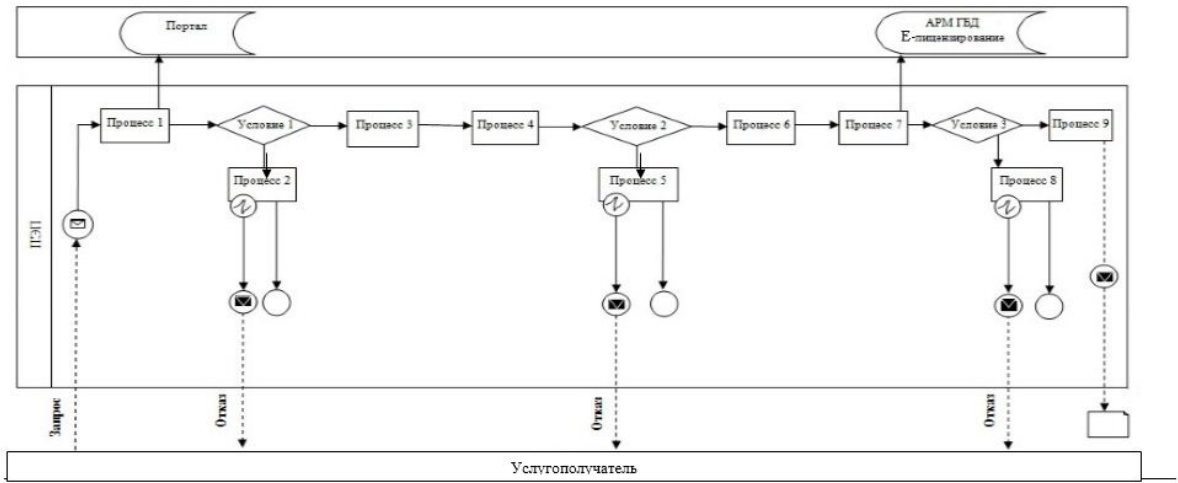 Портал
АРМ ГБД
Е-лицензирование
Процесс 1
Условие 1
Процесс 3
Процесс 4
Условие 2
Процесс 6
Процесс 7
Условие 3
Процесс 9
Процесс 2
Процесс 5
Процесс 8
ПЭП
Запрос
Отказ
Отказ
Отказ
Услугополучатель